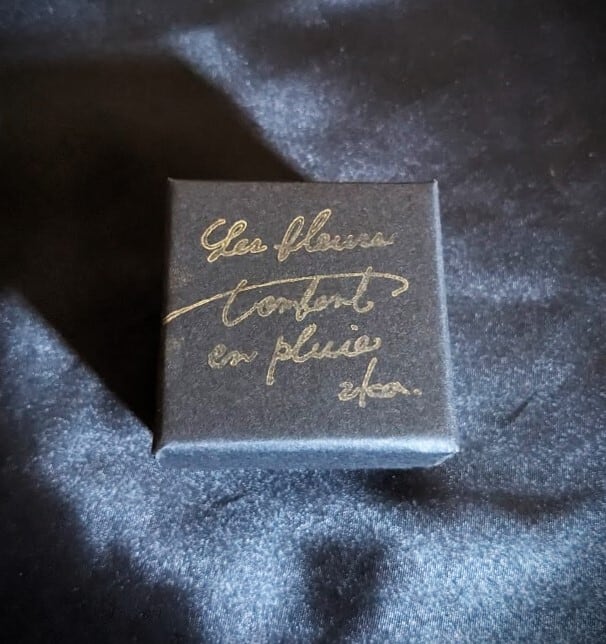 Les fleurs
tombent
en pluie